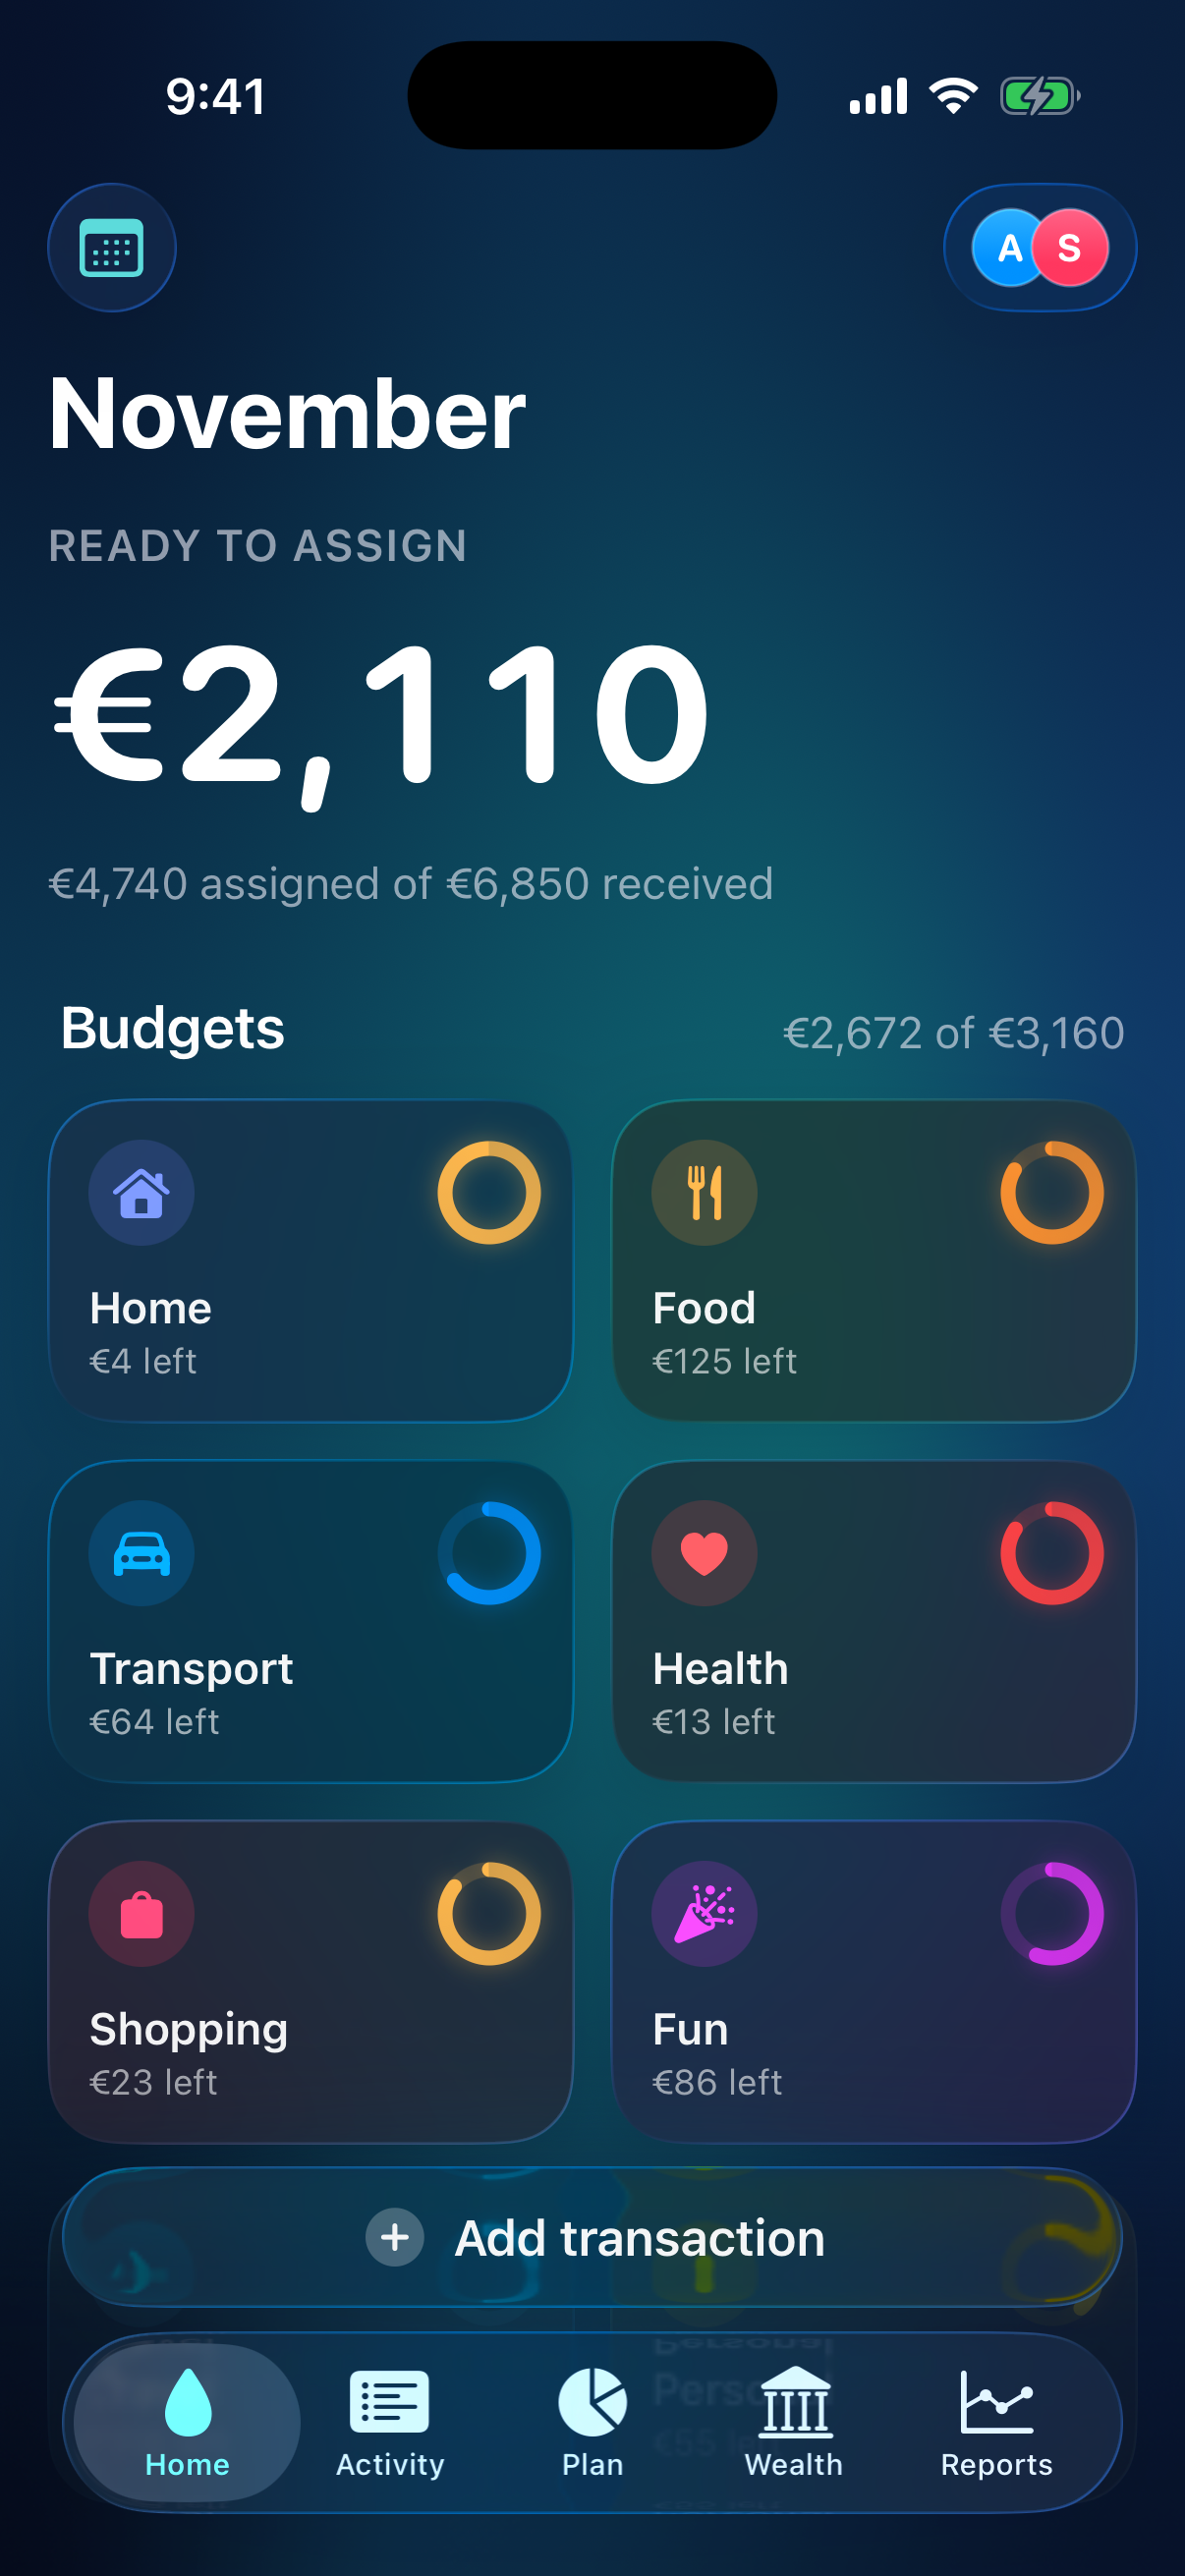 9:41
A S
November
READY TO ASSIGN
€2,110
€4,740 assigned of €6,850 received
Budgets
€2,672 of €3,160
Home
€4 left
Food
€125 left
Transport
€64 left
Health
€13 left
Shopping
€23 left
Fun
€86 left
Add transaction
€55
Home
Activity
Plan
Wealth
Reports